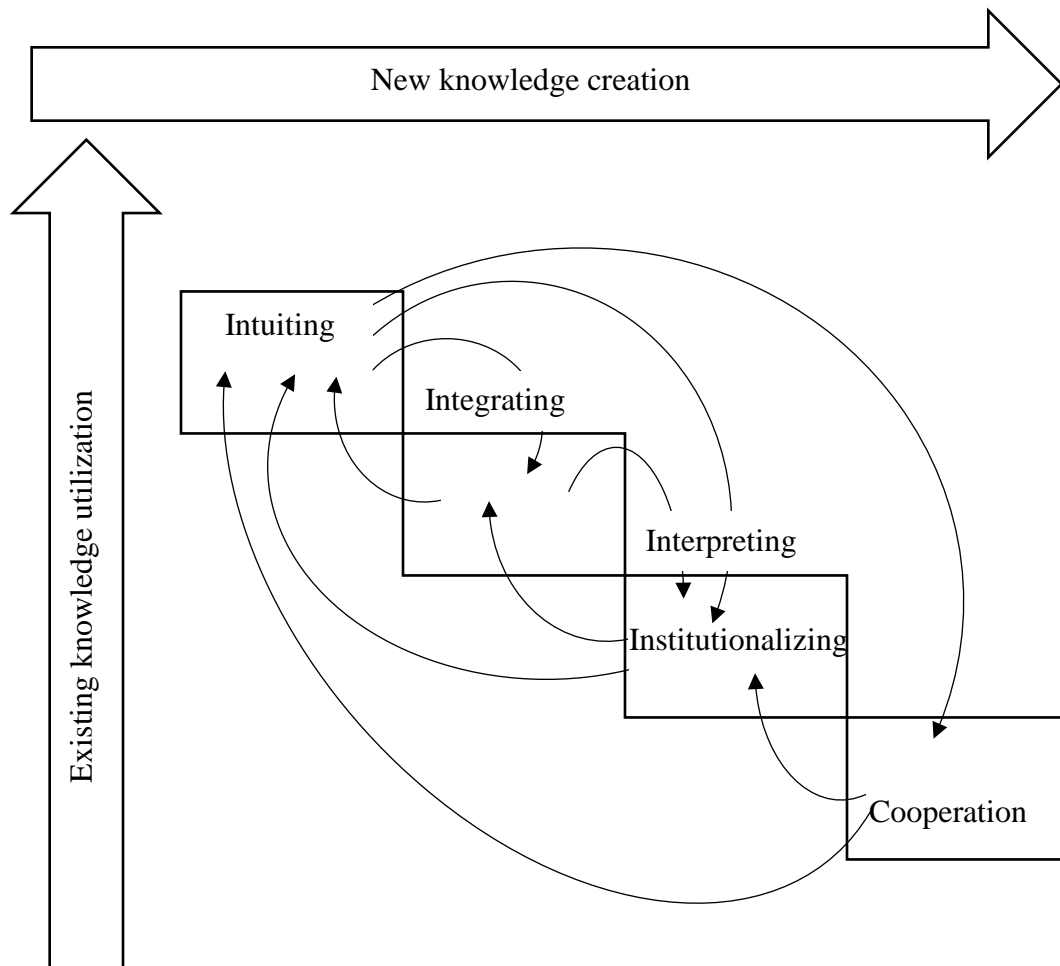 New knowledge creation
Existing knowledge utilization
Intuiting
Integrating
Interpreting
Institutionalizing
Cooperation